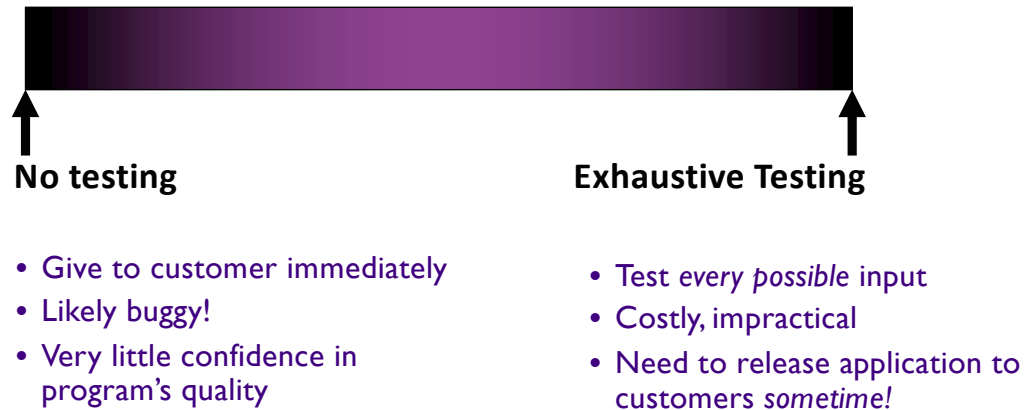 No testing
Exhaustive Testing
• Give to customer immediately
• Likely buggy!
• Very little confidence in
program’s quality
• Test every possible input
• Costly, impractical
• Need to release application to
customers sometime!